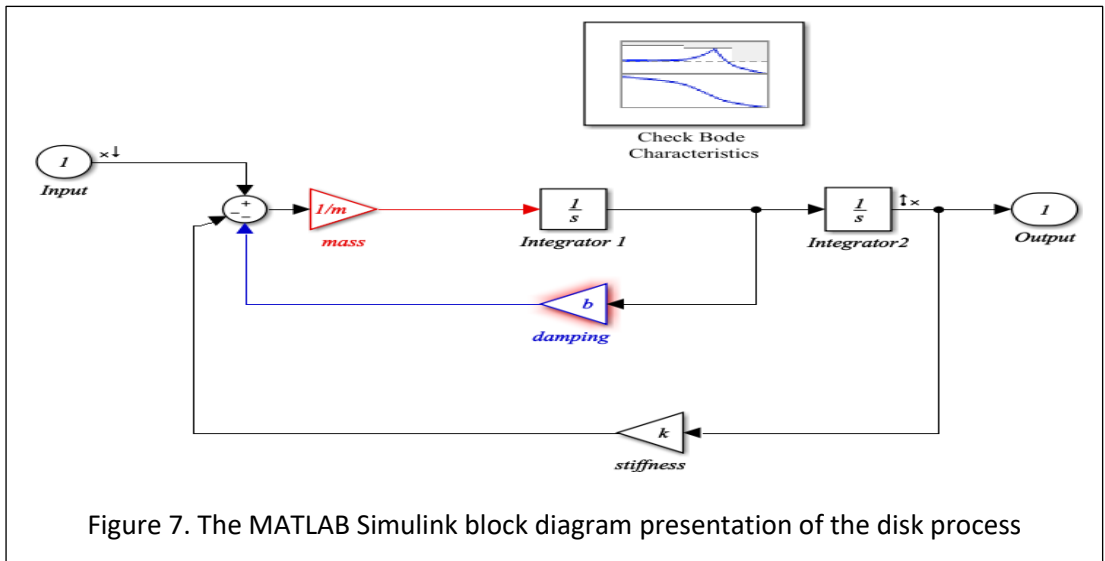 Check Bode
Characteristics
1
Input
+
−
−
1/m
mass
1
s
Integrator 1
1
s
Integrator2
1
Output
b
damping
k
stiffness
Figure 7. The MATLAB Simulink block diagram presentation of the disk process